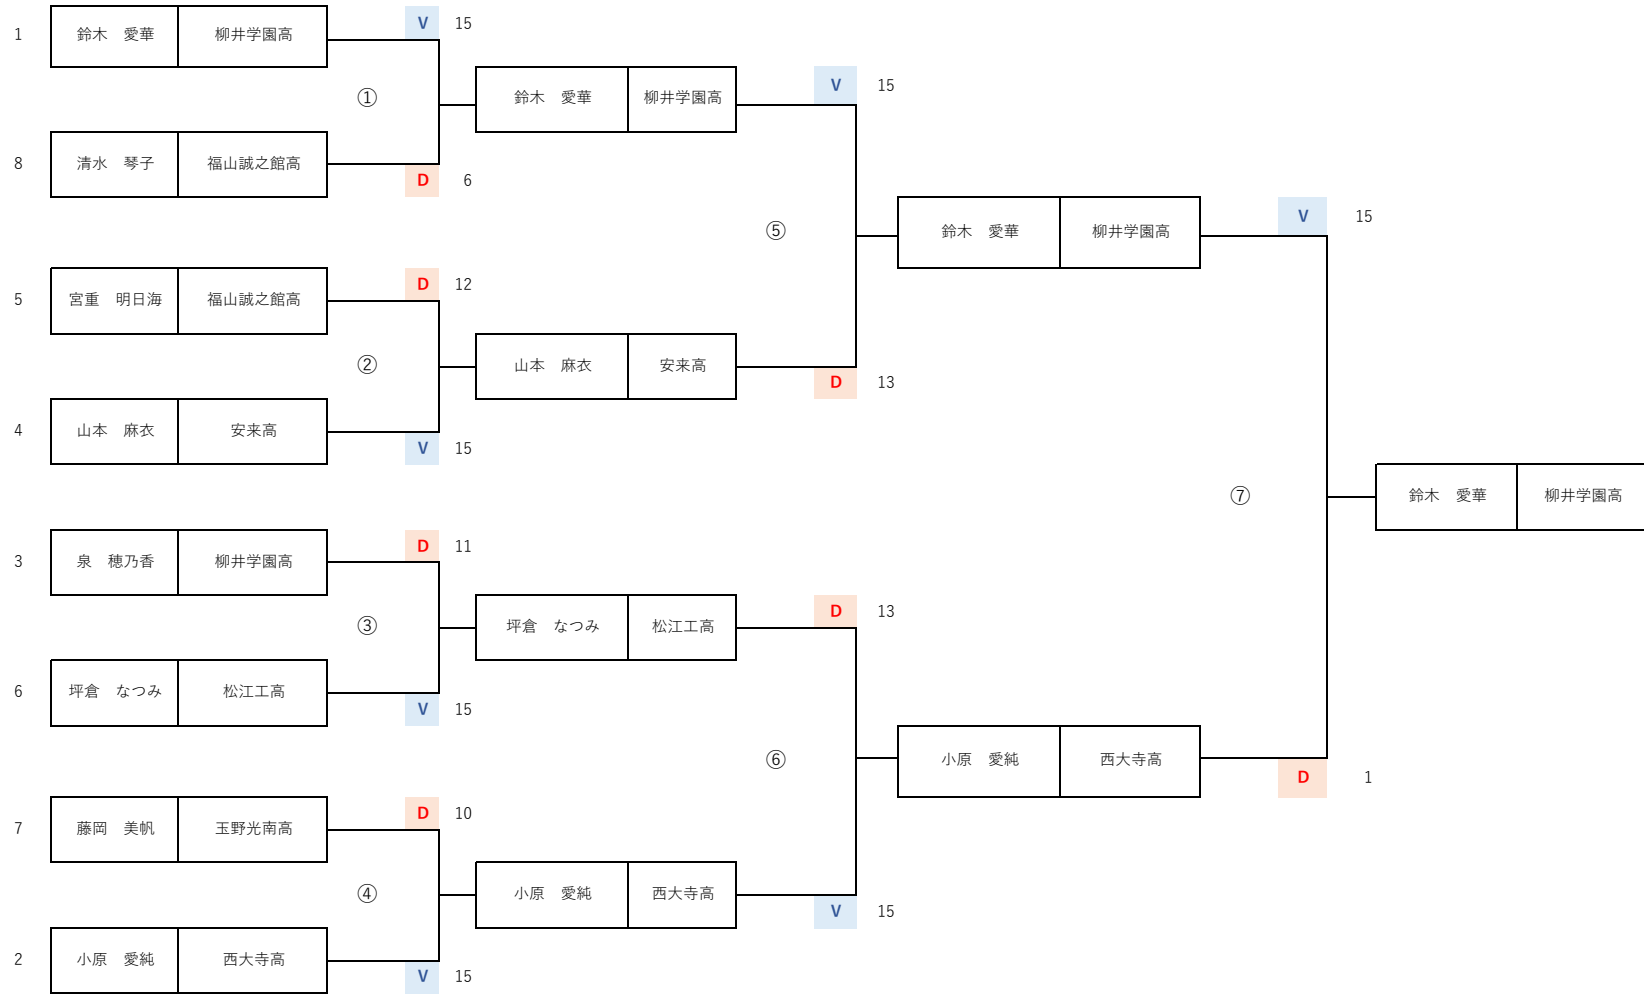 1 鈴木　愛華 柳井学園高 V 15
鈴木　愛華 柳井学園高 V 15
①
8 清水　琴子 福山誠之館高 D 6
⑤
鈴木　愛華 柳井学園高 V 15
5 宮重　明日海 福山誠之館高 D 12
②
山本　麻衣 安来高 D 13
4 山本　麻衣 安来高 V 15
⑦
鈴木　愛華 柳井学園高
3 泉　穂乃香 柳井学園高 D 11
③
坪倉　なつみ 松江工高 D 13
6 坪倉　なつみ 松江工高 V 15
⑥
小原　愛純 西大寺高 D 1
7 藤岡　美帆 玉野光南高 D 10
④
小原　愛純 西大寺高 V 15
2 小原　愛純 西大寺高 V 15